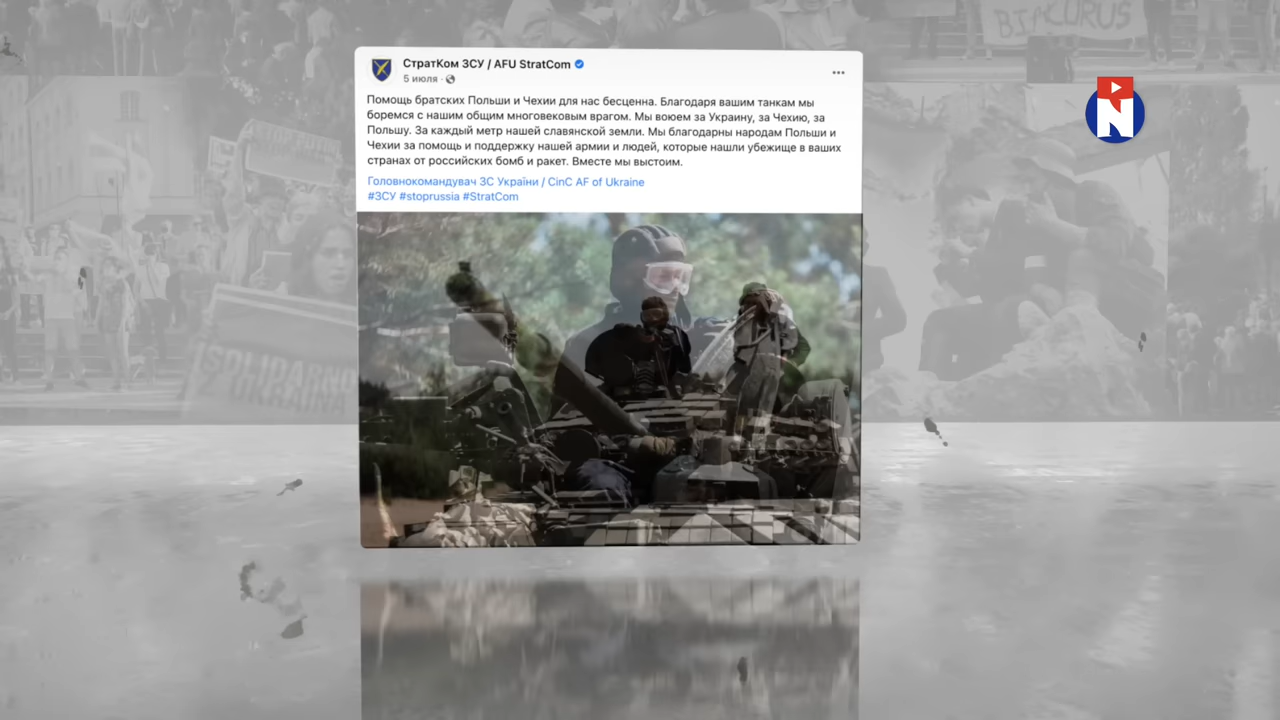 СтратКом ЗСУ / AFU StratCom
5 июля
Помощь братских Польши и Чехии для нас бесценна. Благодаря вашим танкам мы
боремся с нашим общим многовековым врагом. Мы воюем за Украину, за Чехию, за
Польшу. За каждый метр нашей славянской земли. Мы благодарны народам Польши и
Чехии за помощь и поддержку нашей армии и людей, которые нашли убежище в ваших
странах от российских бомб и ракет. Вместе мы выстоим.
Головнокомандувач ЗС України / CinC AF of Ukraine
#ЗСУ #stoprussia #StratCom
N